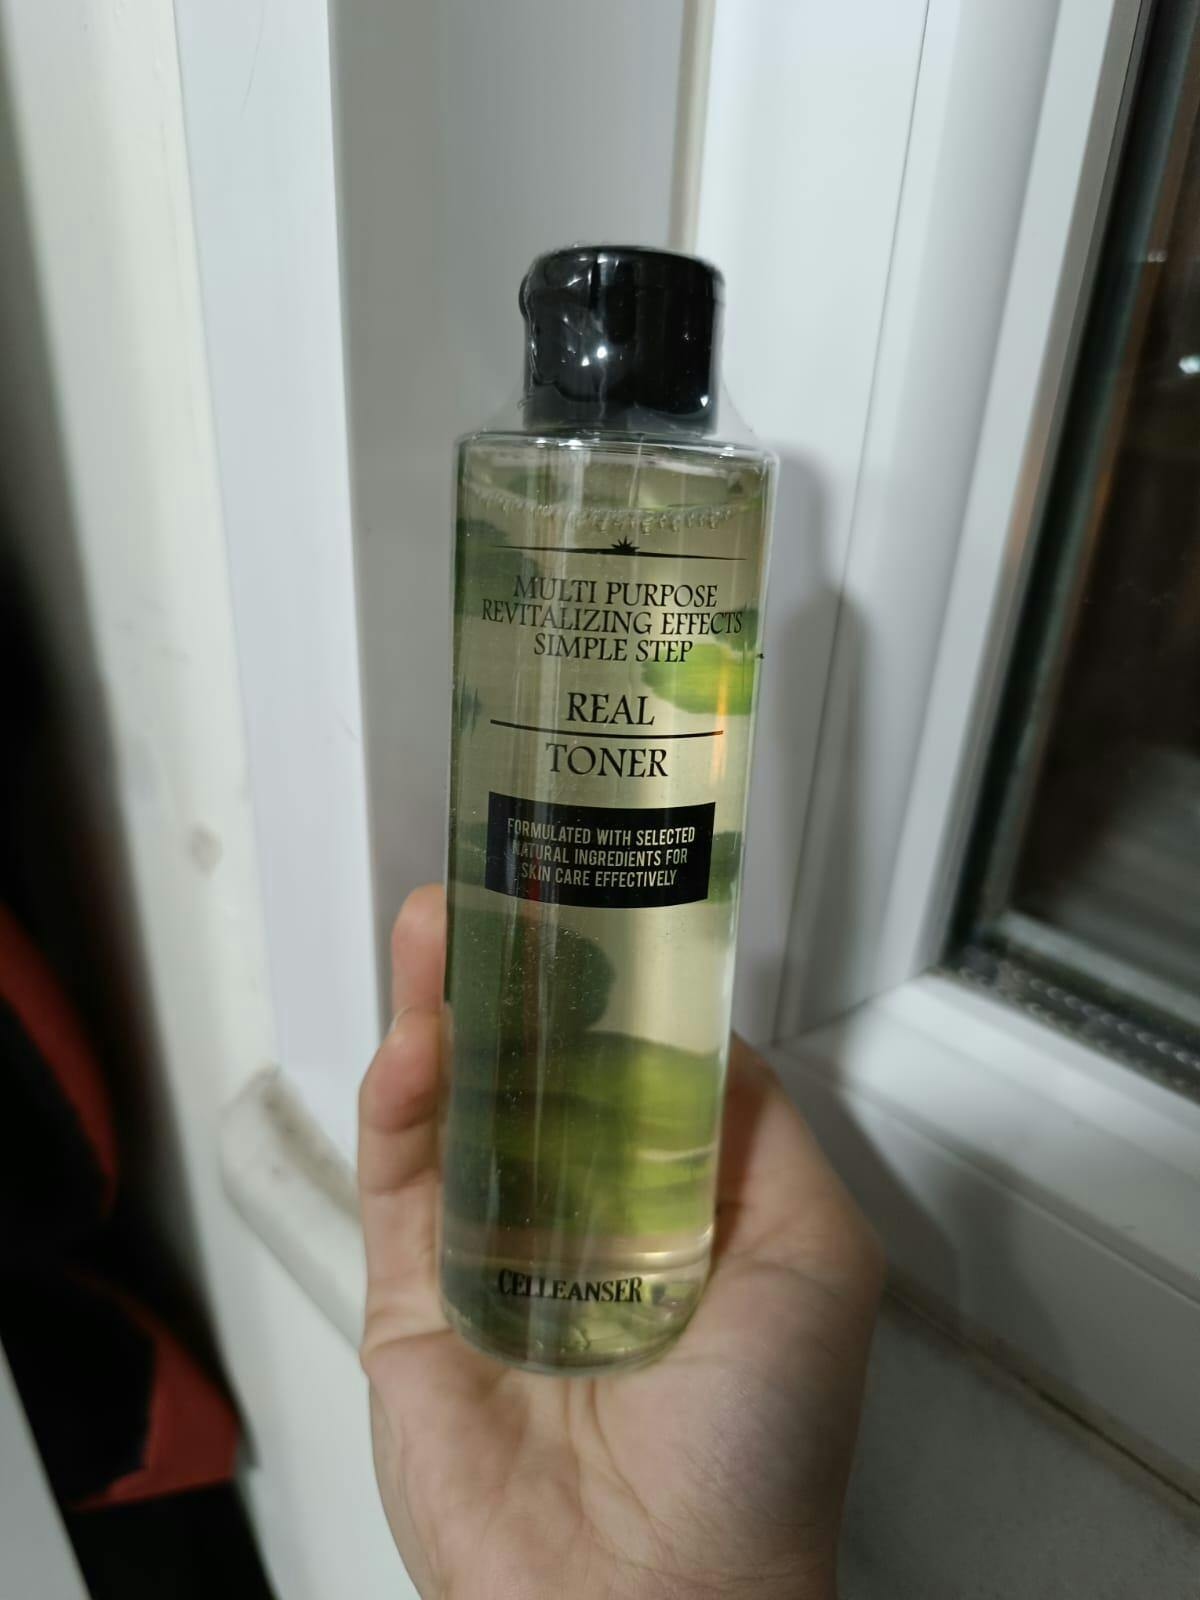 MULTI PURPOSE
REVITALIZING EFFECTS
SIMPLE STEP
REAL
TONER
FORMULATED WITH SELECTED
NATURAL INGREDIENTS FOR
SKIN CARE EFFECTIVELY
CELLEANSER